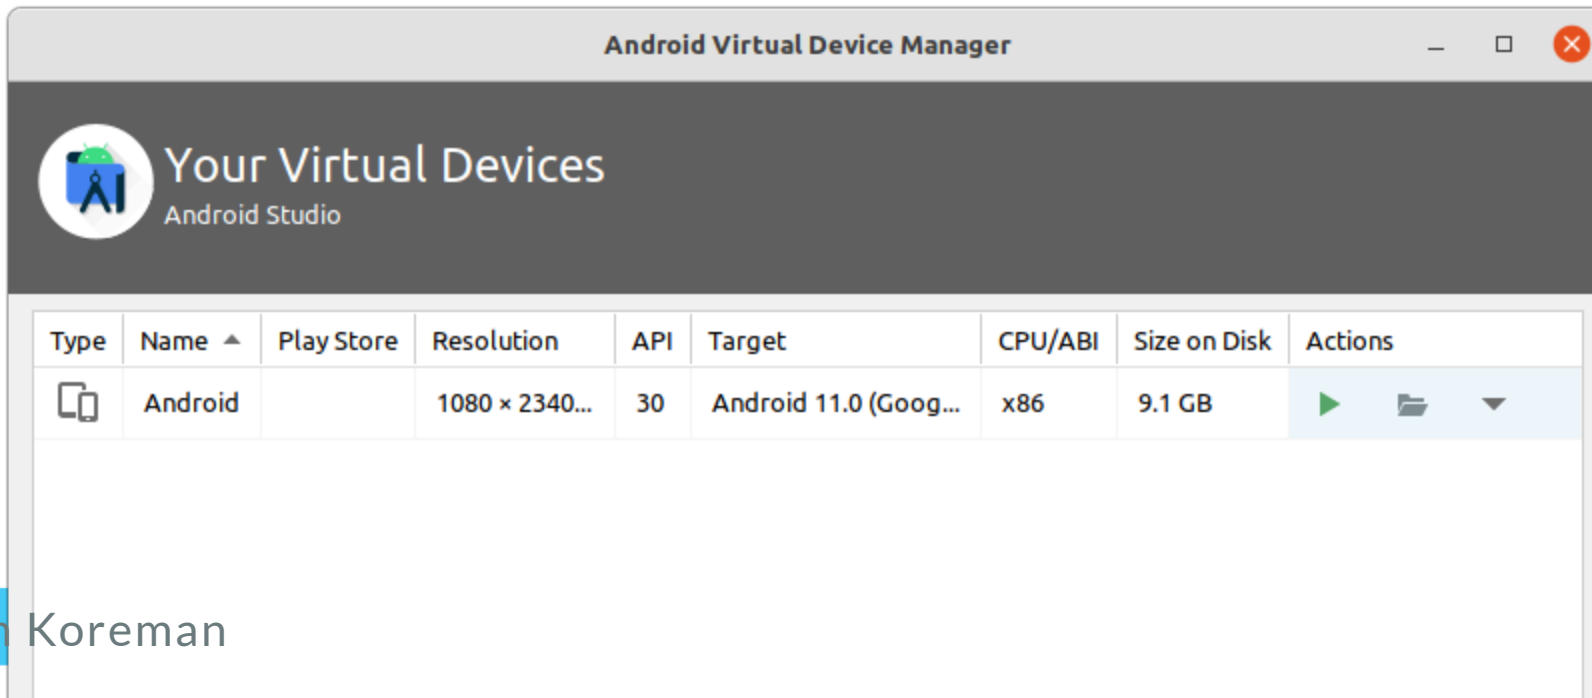 Android Virtual Device Manager
Your Virtual Devices
Android Studio
Type Name Play Store Resolution API Target CPU/ABI Size on Disk Actions
Android 1080 × 2340... 30 Android 11.0 (Goog... x86 9.1 GB
Koreman